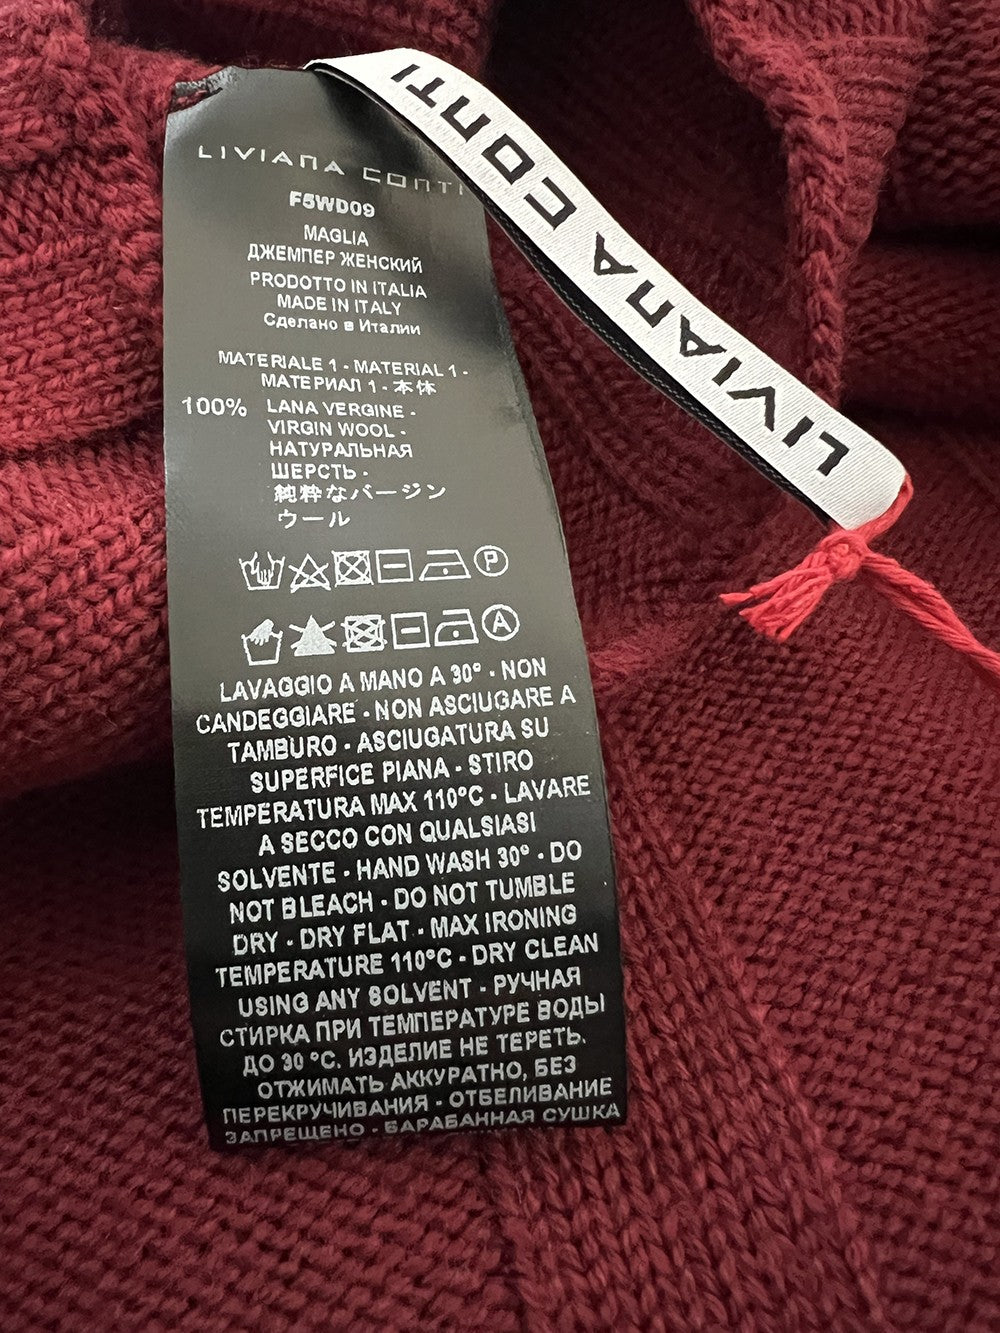 LIVIANA CONTI
LIVIANA CONTI
F5WD09
MAGLIA
ДЖЕМПЕР ЖЕНСКИЙ
PRODOTTO IN ITALIA
MADE IN ITALY
Сделано в Италии
MATERIALE 1 - MATERIAL 1 -
МАТЕРИАЛ 1 - 本体
100% LANA VERGINE -
VIRGIN WOOL -
НАТУРАЛЬНАЯ
ШЕРСТЬ -
純粋なバージン
ウール
P
A
LAVAGGIO A MANO A 30° - NON
CANDEGGIARE - NON ASCIUGARE A
TAMBURO - ASCIUGATURA SU
SUPERFICE PIANA - STIRO
TEMPERATURA MAX 110°C - LAVARE
A SECCO CON QUALSIASI
SOLVENTE - HAND WASH 30° - DO
NOT BLEACH - DO NOT TUMBLE
DRY - DRY FLAT - MAX IRONING
TEMPERATURE 110°C - DRY CLEAN
USING ANY SOLVENT - РУЧНАЯ
СТИРКА ПРИ ТЕМПЕРАТУРЕ ВОДЫ
ДО 30 °C. ИЗДЕЛИЕ НЕ ТЕРЕТЬ.
ОТЖИМАТЬ АККУРАТНО, БЕЗ
ПЕРЕКРУЧИВАНИЯ - ОТБЕЛИВАНИЕ
ЗАПРЕЩЕНО - БАРАБАННАЯ СУШКА